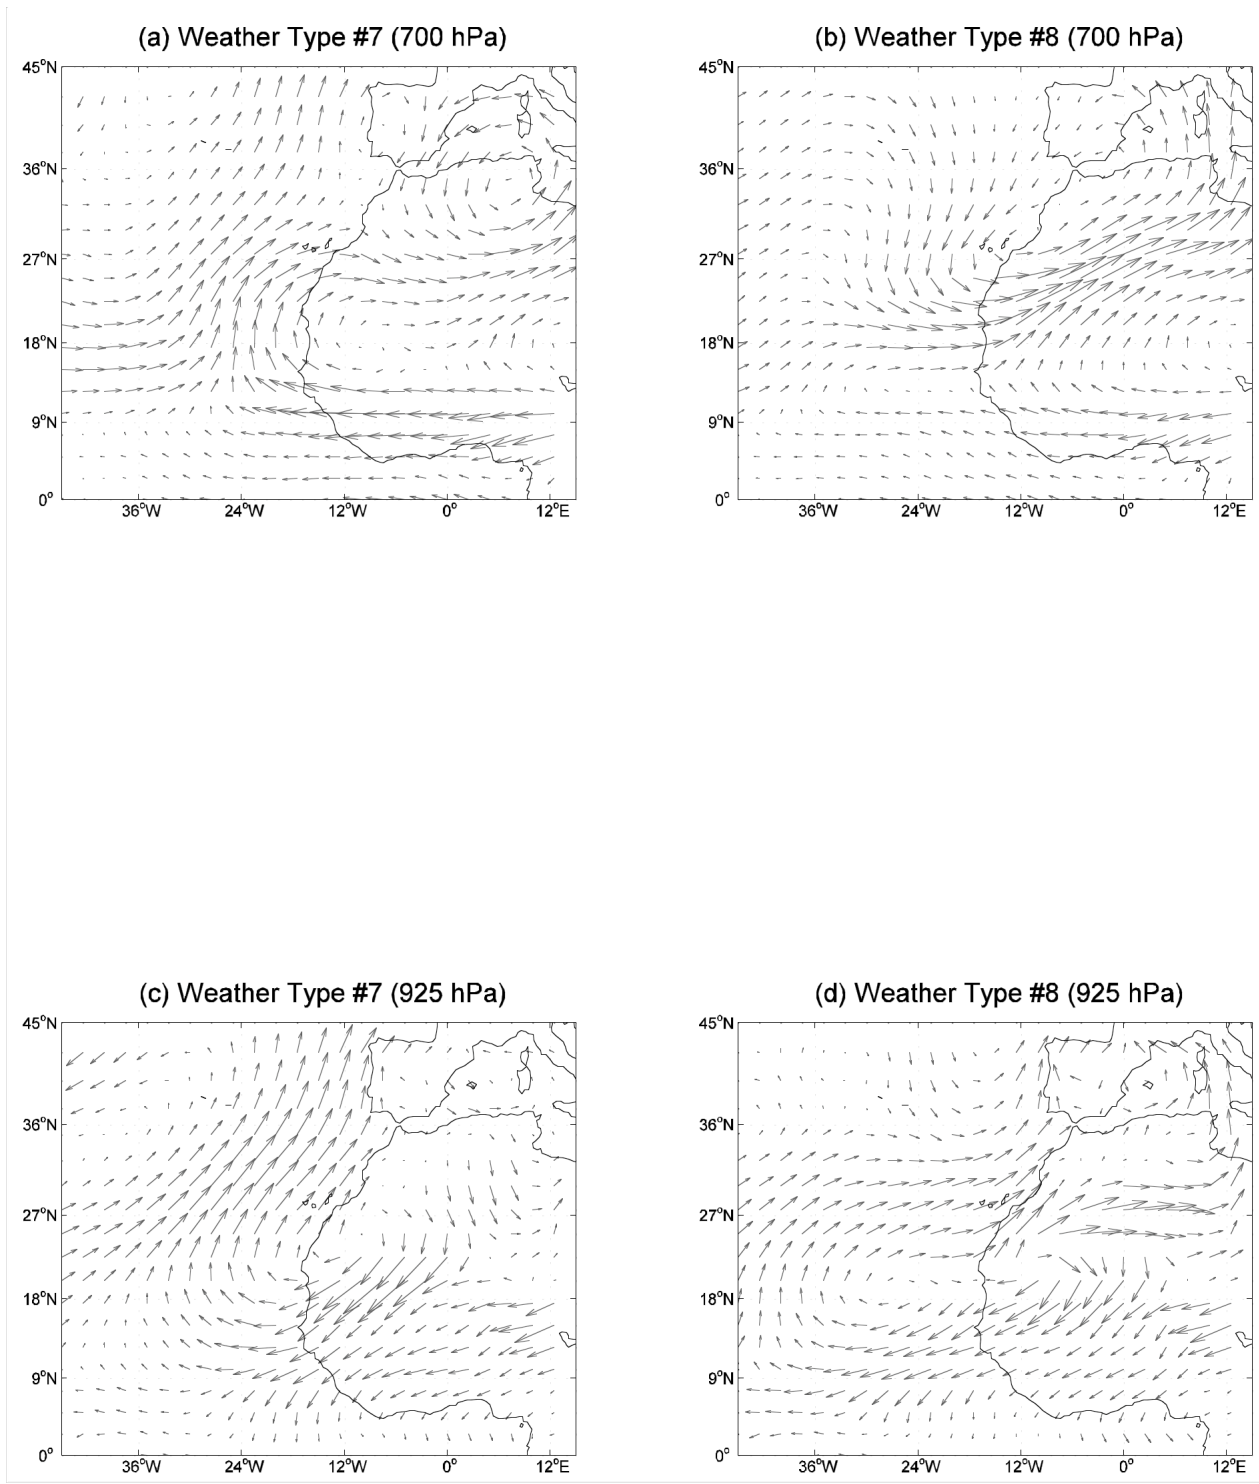 (a) Weather Type #7 (700 hPa)
(b) Weather Type #8 (700 hPa)
45°N
36°N
27°N
18°N
9°N
0°
36°W 24°W 12°W 0° 12°E
45°N
36°N
27°N
18°N
9°N
0°
36°W 24°W 12°W 0° 12°E
(c) Weather Type #7 (925 hPa)
(d) Weather Type #8 (925 hPa)
45°N
36°N
27°N
18°N
9°N
0°
36°W 24°W 12°W 0° 12°E
45°N
36°N
27°N
18°N
9°N
0°
36°W 24°W 12°W 0° 12°E